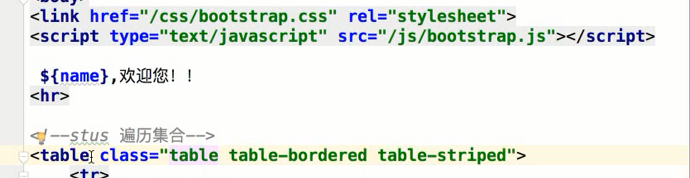 <body>
<link href="/css/bootstrap.css" rel="stylesheet">
<script type="text/javascript" src="/js/bootstrap.js"></script>
${name},欢迎您！！
<hr>
<!--stus 遍历集合-->
<table class="table table-bordered table-striped">
<tr>